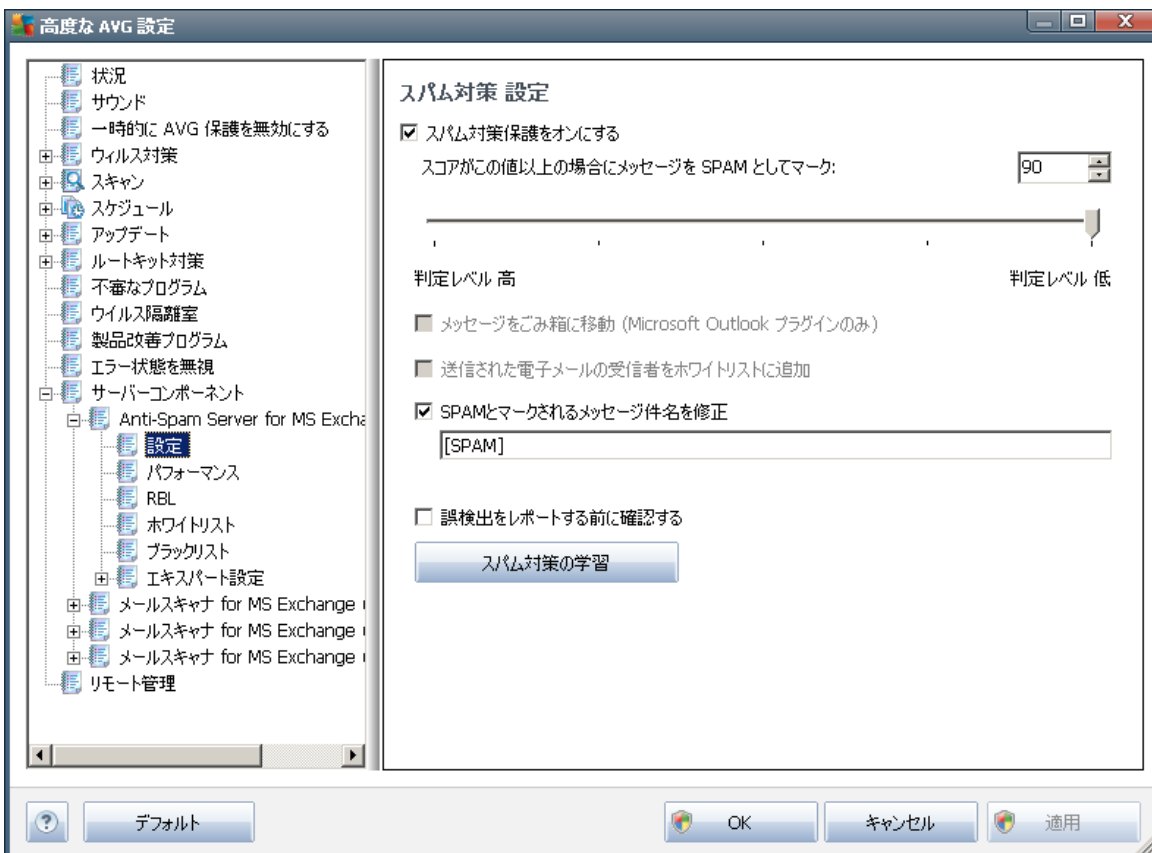 高度な AVG 設定
状況
サウンド
一時的に AVG 保護を無効にする
ウィルス対策
スキャン
スケジュール
アップデート
ルートキット対策
不審なプログラム
ウイルス隔離室
製品改善プログラム
エラー状態を無視
サーバーコンポーネント
Anti-Spam Server for MS Excha
設定
パフォーマンス
RBL
ホワイトリスト
ブラックリスト
エキスパート設定
メールスキャナ for MS Exchange (
メールスキャナ for MS Exchange (
メールスキャナ for MS Exchange (
リモート管理
スパム対策 設定
スパム対策保護をオンにする
スコアがこの値以上の場合にメッセージを SPAM としてマーク:
90
判定レベル 高
判定レベル 低
メッセージをごみ箱に移動 (Microsoft Outlook プラグインのみ)
送信された電子メールの受信者をホワイトリストに追加
SPAMとマークされるメッセージ件名を修正
[SPAM]
誤検出をレポートする前に確認する
スパム対策の学習
?
デフォルト
OK
キャンセル
適用